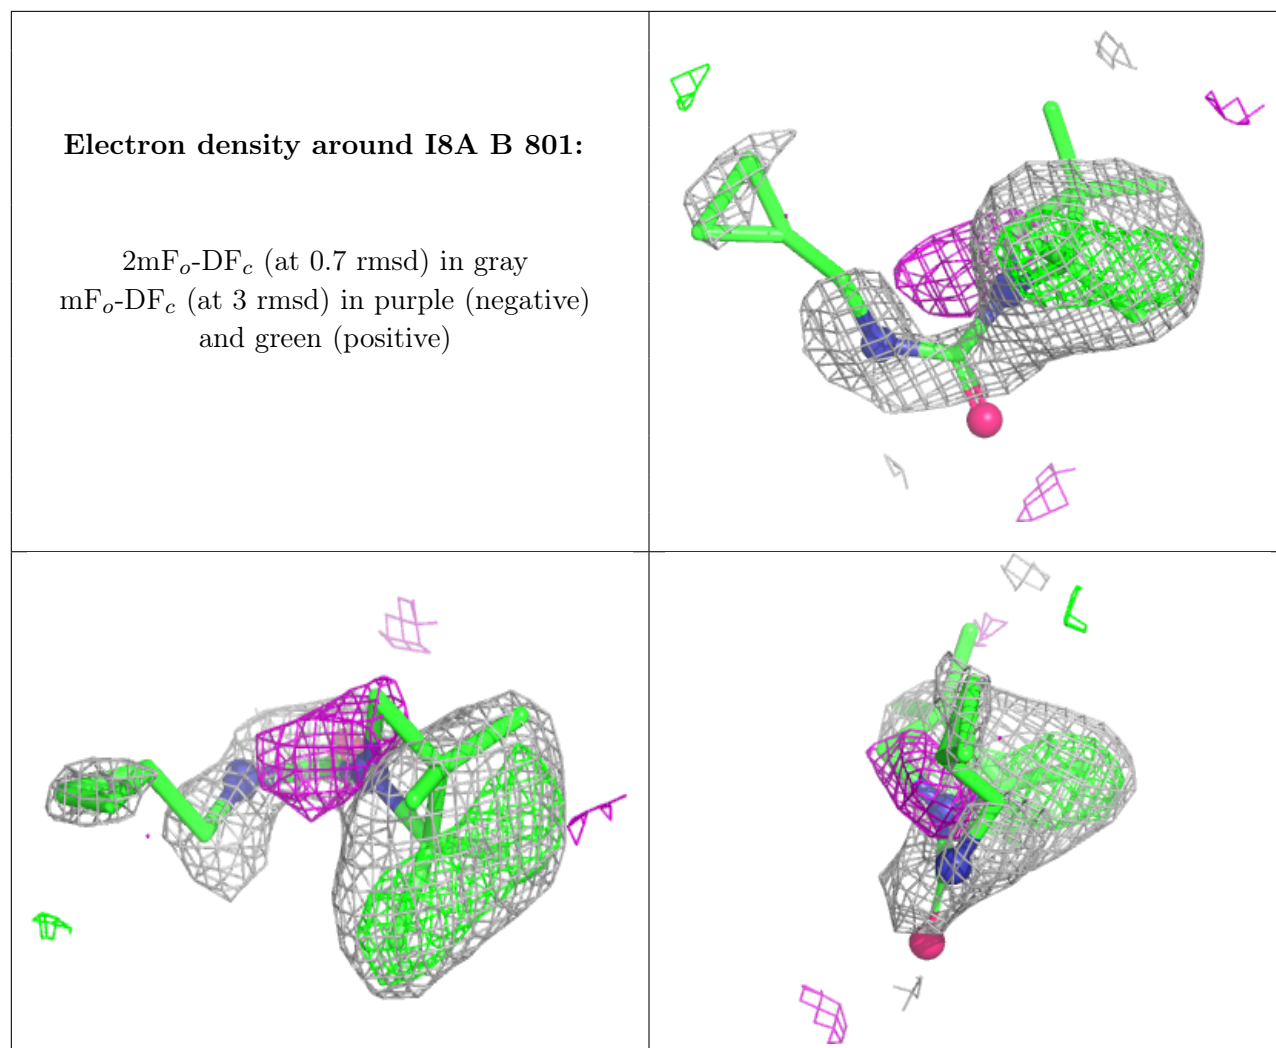 Electron density around I8A B 801:
2mFo-DFc (at 0.7 rmsd) in gray
mFo-DFc (at 3 rmsd) in purple (negative)
and green (positive)